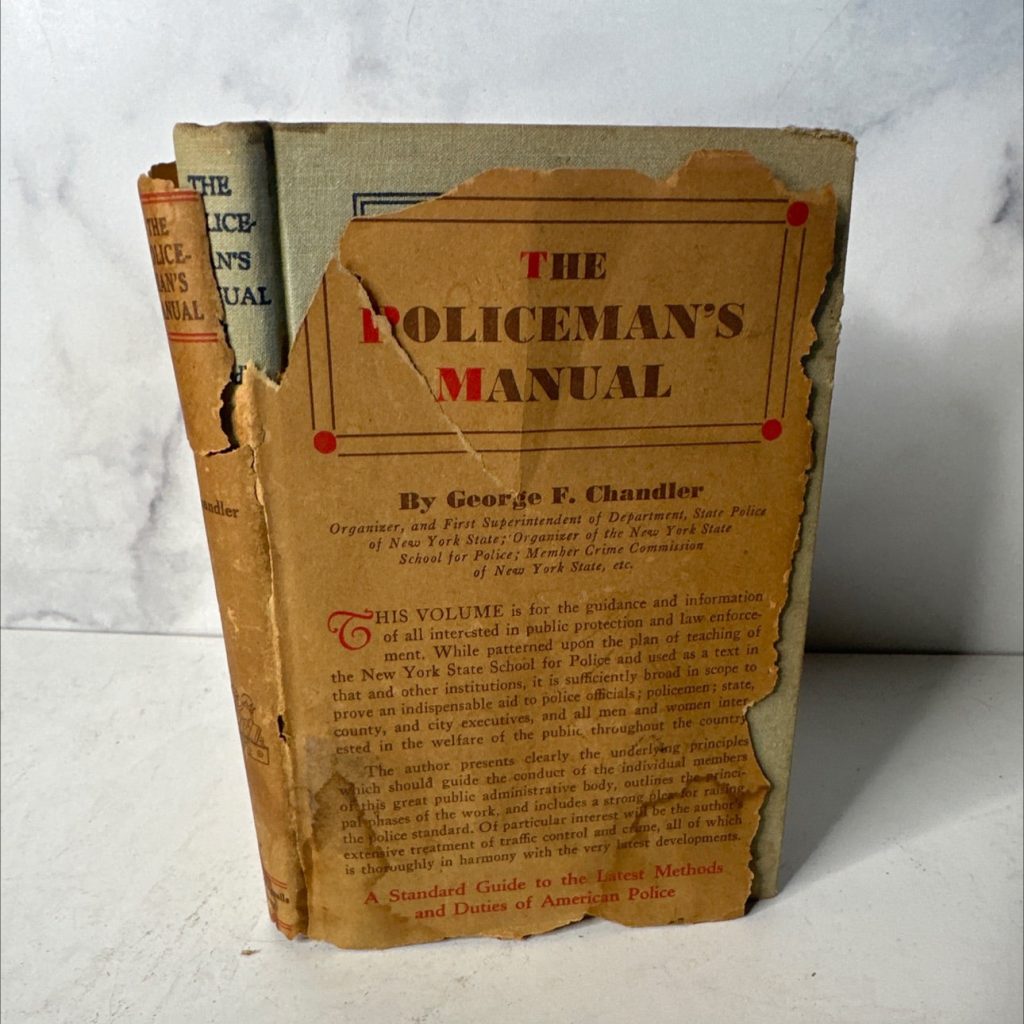 THE
LICE-
N'S
UAL
THE
OLICE-
AN'S
NUAL
andler
THE
POLICEMAN'S
MANUAL
By George F. Chandler
Organizer, and First Superintendent of Department, State Police
of New York State; Organizer of the New York State
School for Police; Member Crime Commission
of New York State, etc.
THIS VOLUME is for the guidance and information
of all interested in public protection and law enforce-
ment. While patterned upon the plan of teaching of
the New York State School for Police and used as a text in
that and other institutions, it is sufficiently broad in scope to
prove an indispensable aid to police officials; policemen; state,
county, and city executives, and all men and women inter
ested in the welfare of the public throughout the country
The author presents clearly the underlying principles
which should guide the conduct of the individual members
of this great public administrative body, outlines the princi-
pal phases of the work, and includes a strong plea for raising
the police standard. Of particular interest will be the author's
extensive treatment of traffic control and crime, all of which
is thoroughly in harmony with the very latest developments.
A Standard Guide to the Latest Methods
and Duties of American Police